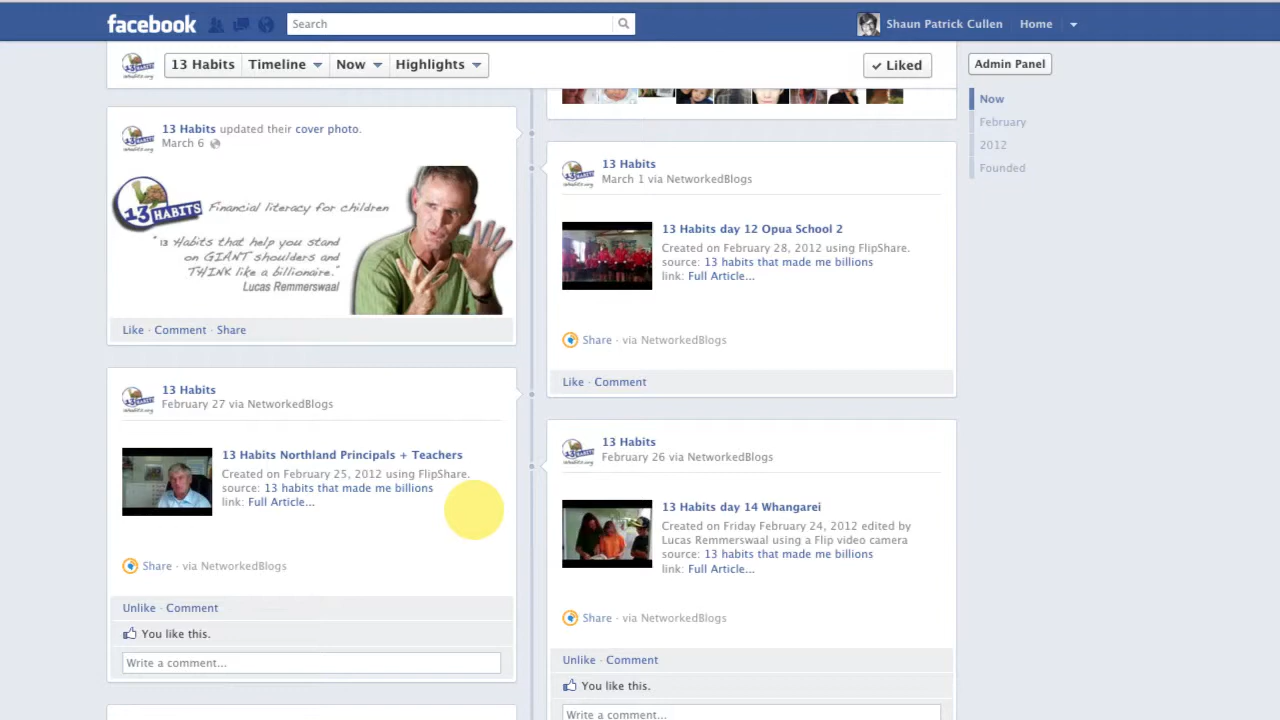 facebook
Search
Shaun Patrick Cullen
Home
13 Habits
Timeline
Now
Highlights
Liked
Admin Panel
Now
February
2012
Founded
13 Habits updated their cover photo.
March 6
13 HABITS
Financial literacy for children
"13 Habits that help you stand
on GIANT shoulders and
THINK like a billionaire."
Lucas Remmerswaal
Like · Comment · Share
13 Habits
February 27 via NetworkedBlogs
13 Habits Northland Principals + Teachers
Created on February 25, 2012 using FlipShare.
source: 13 habits that made me billions
link: Full Article...
Share · via NetworkedBlogs
Unlike · Comment
You like this.
Write a comment...
13 Habits
March 1 via NetworkedBlogs
13 Habits day 12 Opua School 2
Created on February 28, 2012 using FlipShare.
source: 13 habits that made me billions
link: Full Article...
Share · via NetworkedBlogs
Like · Comment
13 Habits
February 26 via NetworkedBlogs
13 Habits day 14 Whangarei
Created on Friday February 24, 2012 edited by
Lucas Remmerswaal using a Flip video camera
source: 13 habits that made me billions
link: Full Article...
Share · via NetworkedBlogs
Unlike · Comment
You like this.
Write a comment...